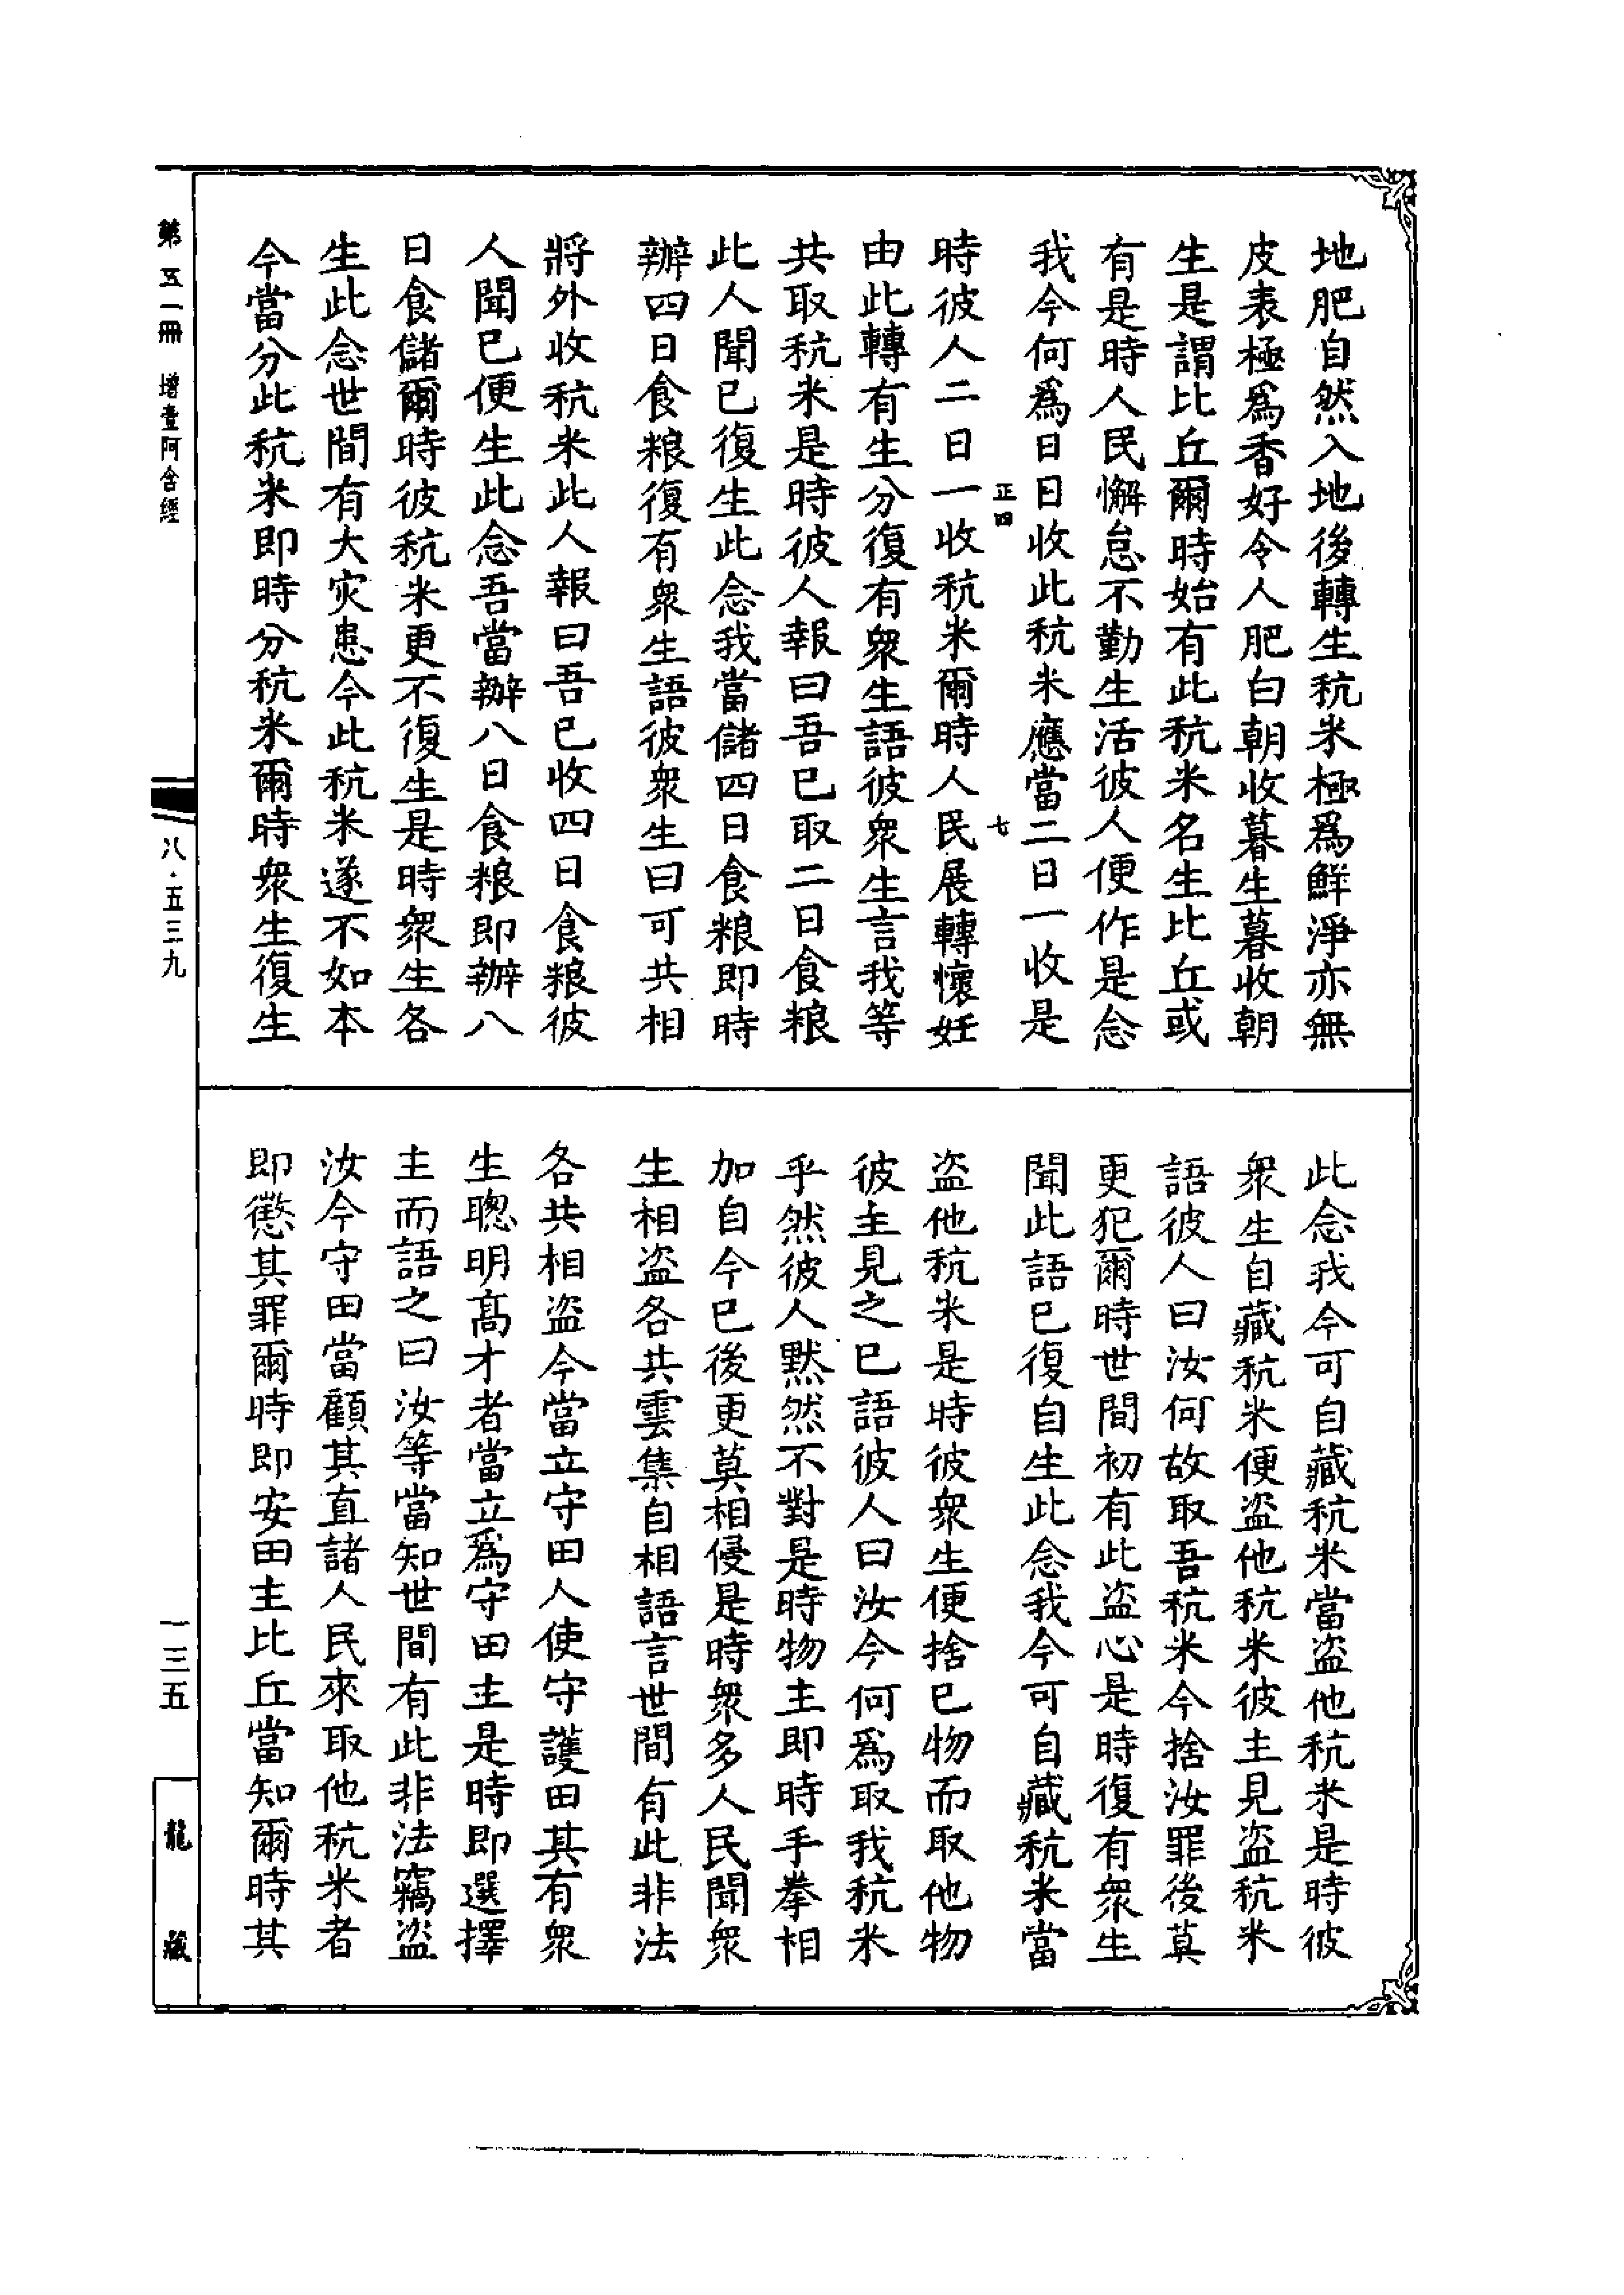 地肥自然入地後轉生秔米極爲鮮淨亦無
皮表極爲香好令人肥白朝收暮生暮收朝
生是謂比丘爾時始有此秔米名生比丘或
有是時人民懈怠不勤生活彼人便作是念
我今何爲日日收此秔米應當二日一收是
正四 七
時彼人二日一收秔米爾時人民展轉懷妊
由此轉有生分復有衆生語彼衆生言我等
共取秔米是時彼人報曰吾已取二日食粮
此人聞已復生此念我當儲四日食粮即時
辦四日食粮復有衆生語彼衆生曰可共相
將外收秔米此人報曰吾已收四日食粮彼
人聞已便生此念吾當辦八日食粮即辦八
日食儲爾時彼秔米更不復生是時衆生各
生此念世間有大灾患今此秔米遂不如本
今當分此秔米即時分秔米爾時衆生復生
此念我今可自藏秔米當盗他秔米是時彼
衆生自藏秔米便盗他秔米彼主見盗秔米
語彼人曰汝何故取吾秔米今捨汝罪後莫
更犯爾時世間初有此盗心是時復有衆生
聞此語已復自生此念我今可自藏秔米當
盗他秔米是時彼衆生便捨已物而取他物
彼主見之已語彼人曰汝今何爲取我秔米
乎然彼人黙然不對是時物主即時手拳相
加自今已後更莫相侵是時衆多人民聞衆
生相盗各共雲集自相語言世間有此非法
各共相盗今當立守田人使守護田其有衆
生聰明髙才者當立爲守田主是時即選擇
主而語之曰汝等當知世間有此非法竊盗
汝今守田當顧其直諸人民來取他秔米者
即懲其罪爾時即安田主比丘當知爾時其
第五一冊 增壹阿含經
八·五三九
一三五
龍藏